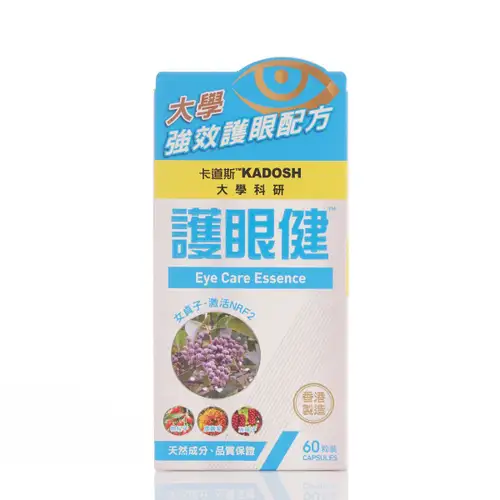 大學
強效護眼配方
卡道斯™KADOSH
大學科研
護眼健™
Eye Care Essence
女貞子·激活NRF2
香港
製造
60粒裝
CAPSULES
天然成分、品質保證